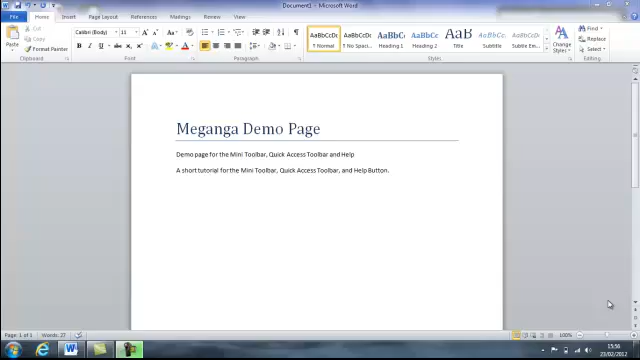 Document1 - Microsoft Word
File Home Insert Page Layout References Mailings Review View
Cut
Copy
Format Painter
Paste
Clipboard
Calibri (Body) 11
Font
Paragraph
AaBbCcDc AaBbCcDc AaBbC AaBbCc AaB AaBbCc. AaBbCcDc
¶ Normal ¶ No Spaci... Heading 1 Heading 2 Title Subtitle Subtle Em...
Styles
Change Styles
Find
Replace
Select
Editing
Meganga Demo Page
Demo page for the Mini Toolbar, Quick Access Toolbar and Help
A short tutorial for the Mini Toolbar, Quick Access Toolbar, and Help Button.
Page: 1 of 1 Words: 27
100%
15:56
23/02/2012